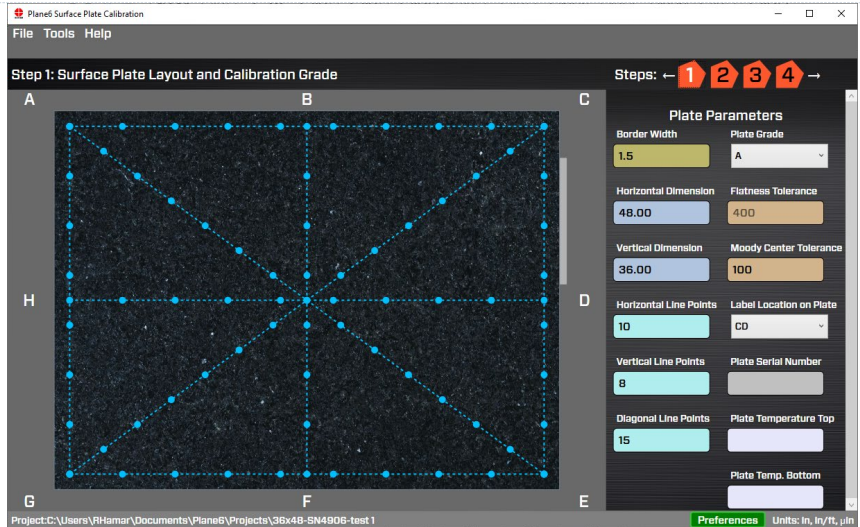 Plane6 Surface Plate Calibration
File Tools Help
Step 1: Surface Plate Layout and Calibration Grade
Steps: ← 1 2 3 4 →
A
B
C
H
D
G
F
E
Plate Parameters
Border Width Plate Grade
1.5 A
Horizontal Dimension Flatness Tolerance
48.00 400
Vertical Dimension Moody Center Tolerance
36.00 100
Horizontal Line Points Label Location on Plate
10 CD
Vertical Line Points Plate Serial Number
8
Diagonal Line Points Plate Temperature Top
15
Plate Temp. Bottom
Project:C:\Users\RHamar\Documents\Plane6\Projects\36x48-SN4906-test 1
Preferences Units: in, in/ft, µin